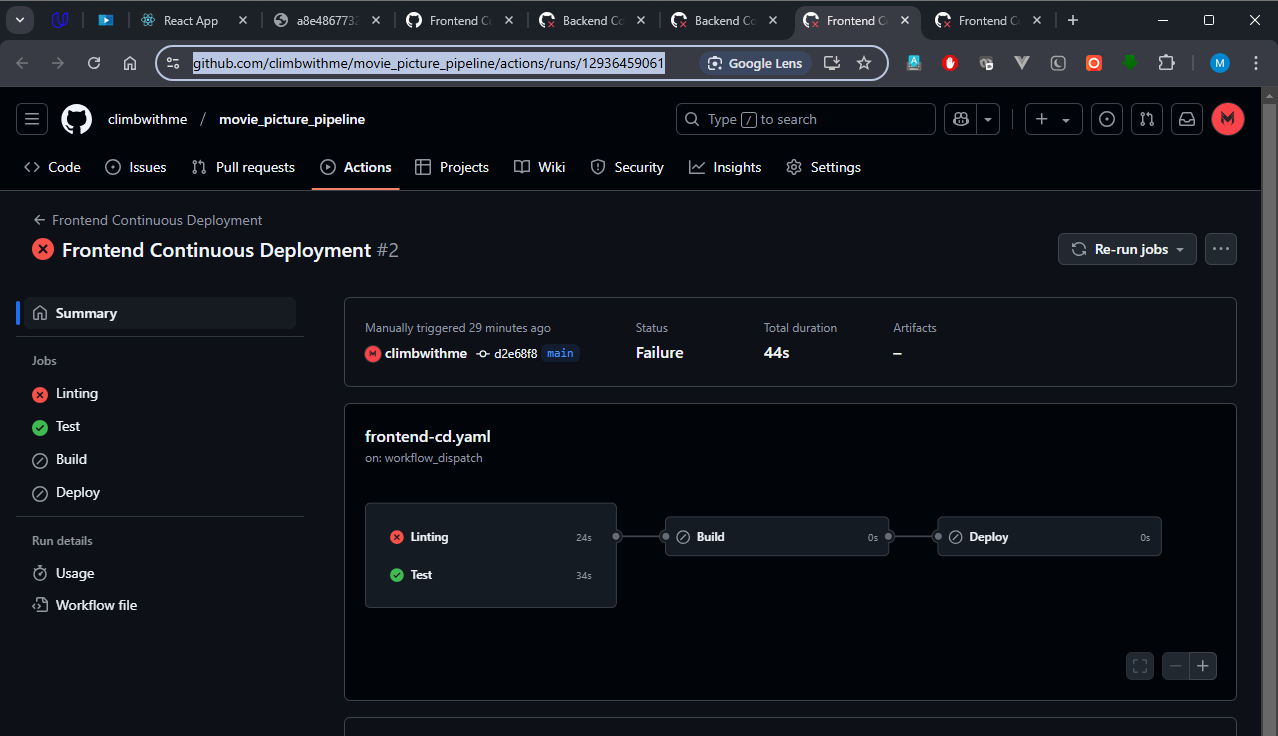 React App
a8e4867732
Frontend Co
Backend Co
Backend Co
Frontend Co
Frontend Co
github.com/climbwithme/movie_picture_pipeline/actions/runs/12936459061
Google Lens
M
climbwithme / movie_picture_pipeline
Type / to search
M
Code
Issues
Pull requests
Actions
Projects
Wiki
Security
Insights
Settings
Frontend Continuous Deployment
Frontend Continuous Deployment #2
Re-run jobs
Summary
Jobs
Linting
Test
Build
Deploy
Run details
Usage
Workflow file
Manually triggered 29 minutes ago
M climbwithme d2e68f8 main
Status
Failure
Total duration
44s
Artifacts
–
frontend-cd.yaml
on: workflow_dispatch
Linting 24s
Test 34s
Build 0s
Deploy 0s